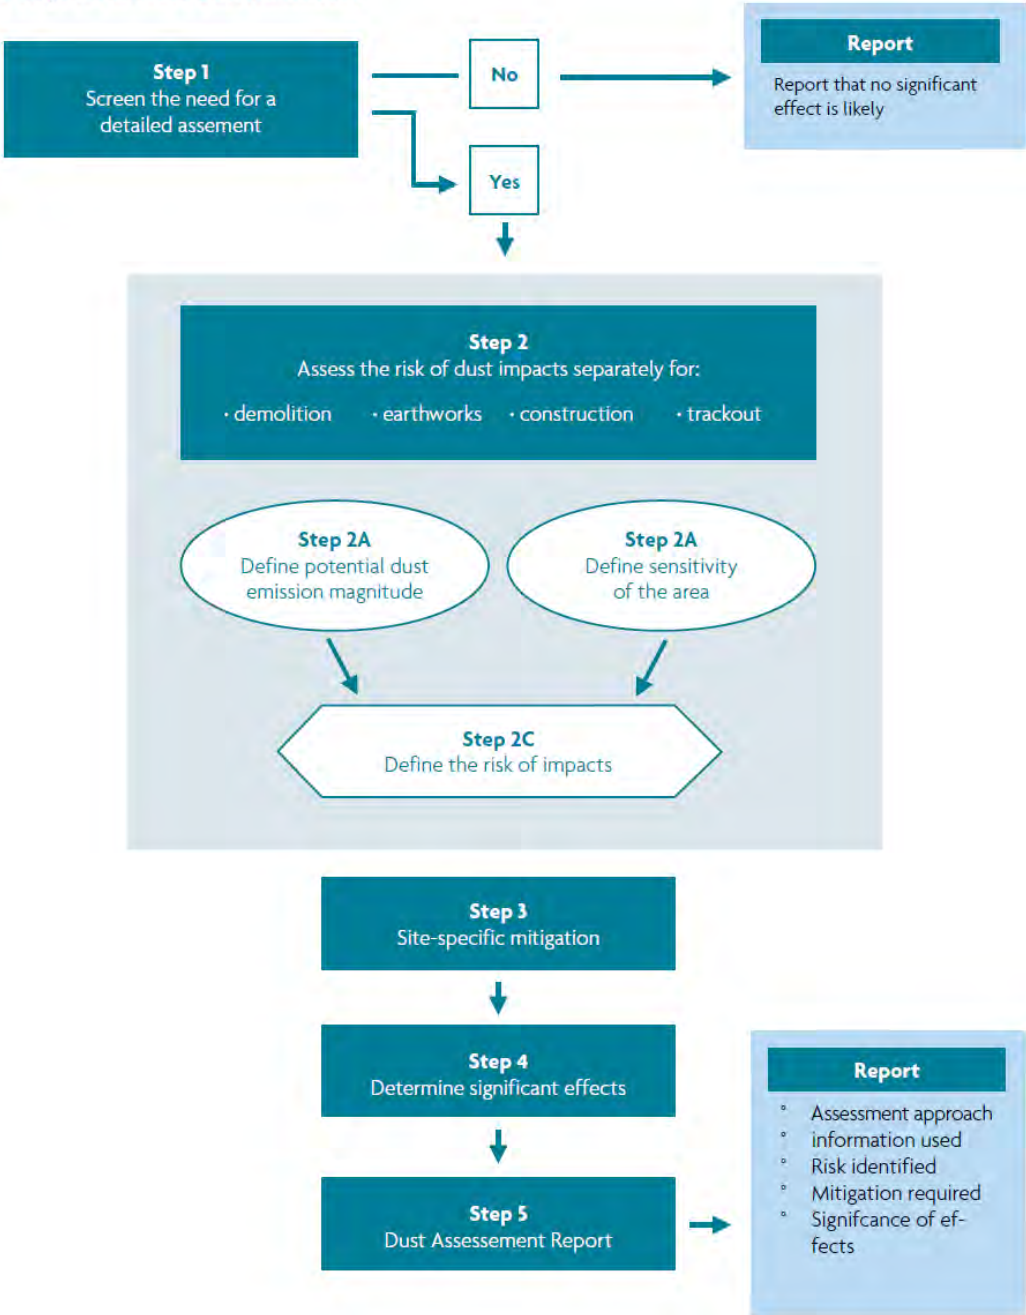 Step 1
Screen the need for a
detailed assement
No
Yes
Report
Report that no significant
effect is likely
Step 2
Assess the risk of dust impacts separately for:
· demolition · earthworks · construction · trackout
Step 2A
Define potential dust
emission magnitude
Step 2A
Define sensitivity
of the area
Step 2C
Define the risk of impacts
Step 3
Site-specific mitigation
Step 4
Determine significant effects
Step 5
Dust Assessement Report
Report
° Assessment approach
° information used
° Risk identified
° Mitigation required
° Signifcance of ef-
fects